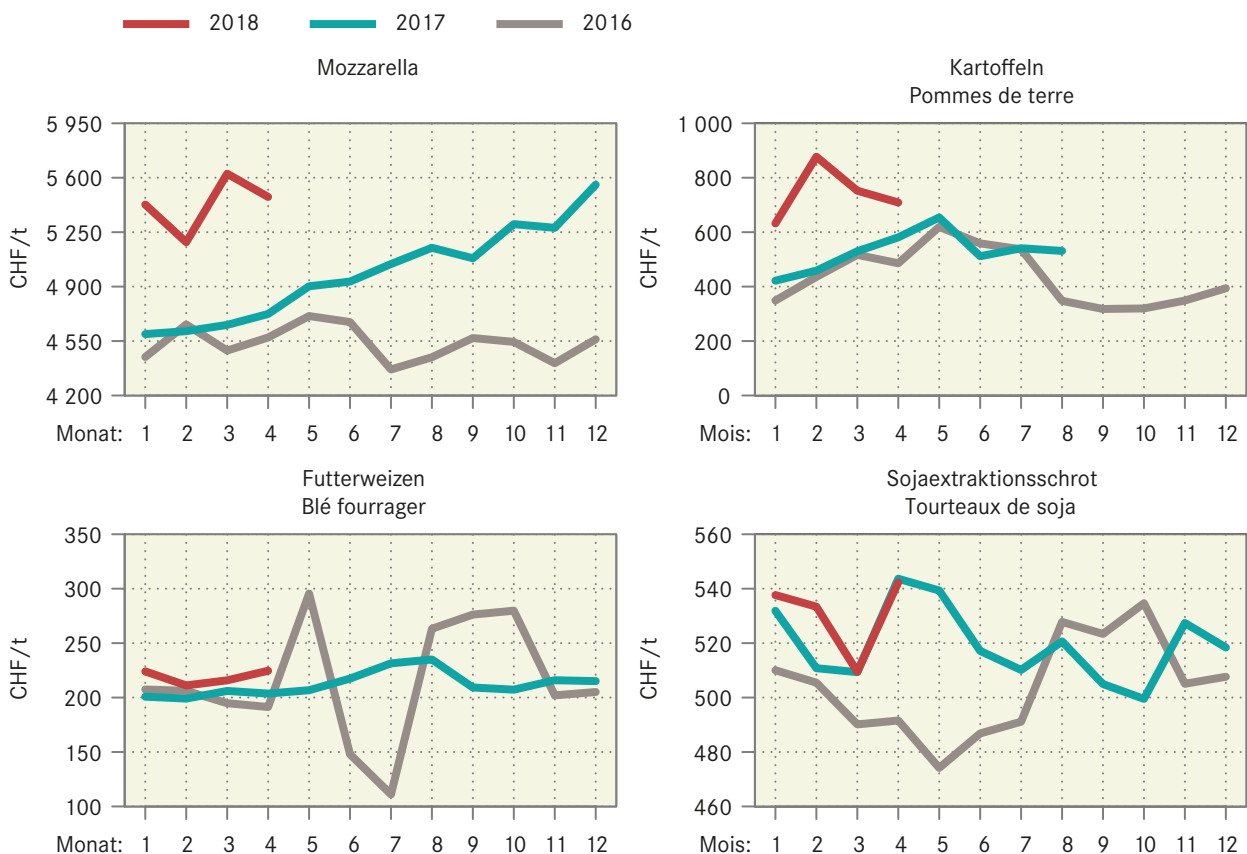 2018 2017 2016
Mozzarella
CHF/t
5 950
5 600
5 250
4 900
4 550
4 200
Monat: 1 2 3 4 5 6 7 8 9 10 11 12
Kartoffeln
Pommes de terre
CHF/t
1 000
800
600
400
200
0
Mois: 1 2 3 4 5 6 7 8 9 10 11 12
Futterweizen
Blé fourrager
CHF/t
350
300
250
200
150
100
Monat: 1 2 3 4 5 6 7 8 9 10 11 12
Sojaextraktionsschrot
Tourteaux de soja
CHF/t
560
540
520
500
480
460
Mois: 1 2 3 4 5 6 7 8 9 10 11 12